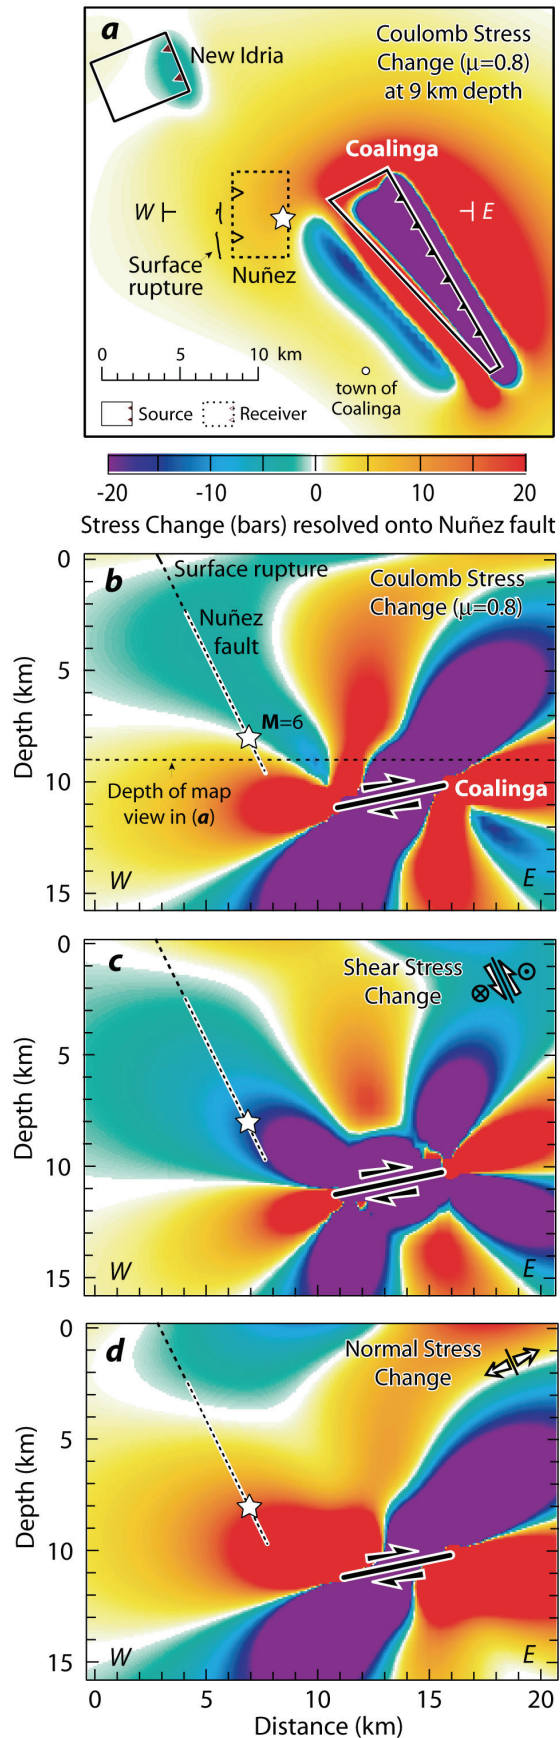 a
New Idria
Coulomb Stress
Change (μ=0.8)
at 9 km depth
Coalinga
W
E
Surface
rupture
Nuñez
0 5 10 km
town of
Coalinga
Source
Receiver
-20 -10 0 10 20
Stress Change (bars) resolved onto Nuñez fault
b
Surface rupture
Coulomb Stress
Change (μ=0.8)
Nuñez
fault
M=6
Depth of map
view in (a)
Coalinga
W
E
0
5
10
15
Depth (km)
c
Shear Stress
Change
W
E
0
5
10
15
Depth (km)
d
Normal Stress
Change
W
E
0
5
10
15
Depth (km)
0 5 10 15 20
Distance (km)